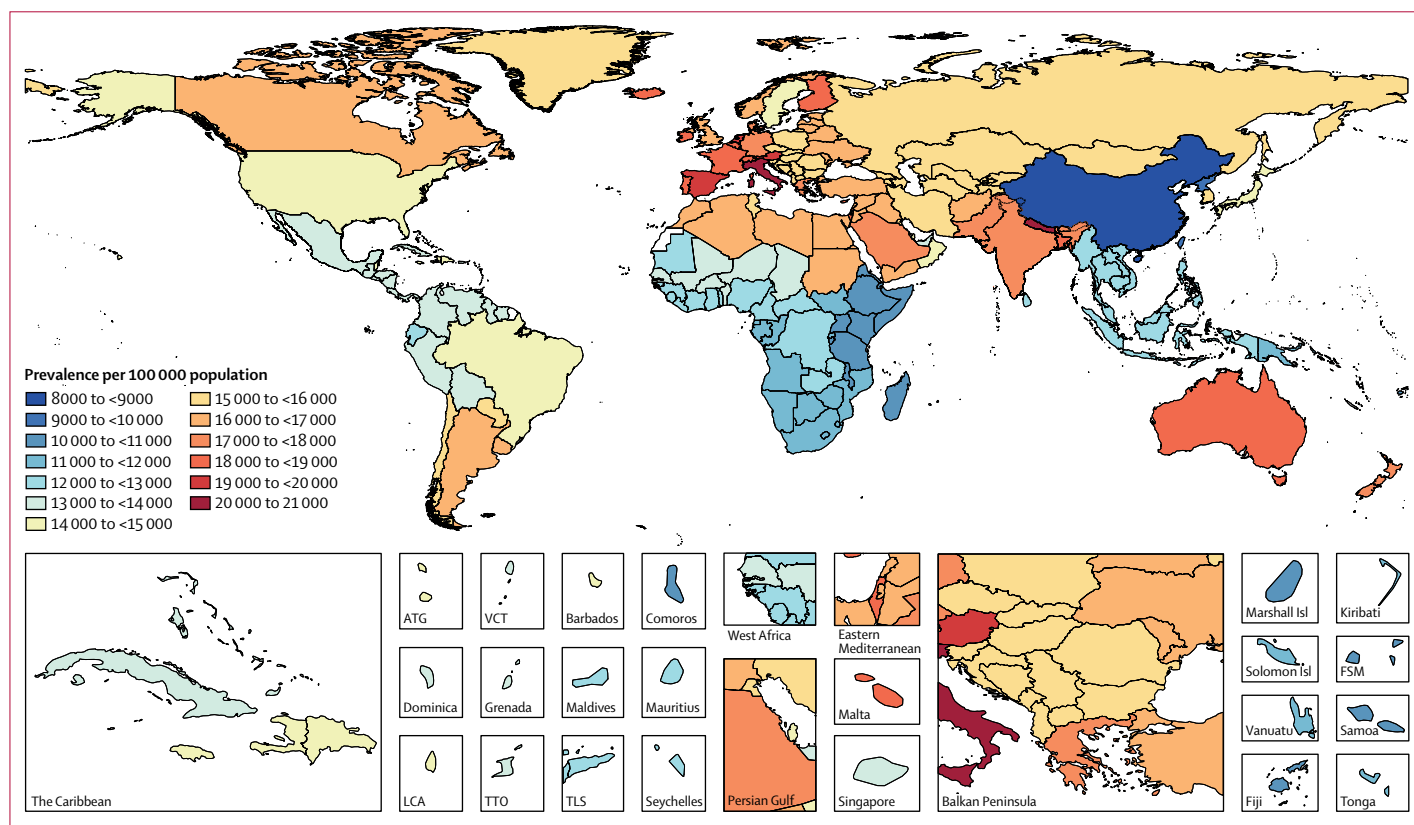 Prevalence per 100 000 population
8000 to <9000
9000 to <10 000
10 000 to <11 000
11 000 to <12 000
12 000 to <13 000
13 000 to <14 000
14 000 to <15 000
15 000 to <16 000
16 000 to <17 000
17 000 to <18 000
18 000 to <19 000
19 000 to <20 000
20 000 to 21 000
The Caribbean
ATG
VCT
Barbados
Comoros
West Africa
Eastern
Mediterranean
Marshall Isl
Kiribati
Dominica
Grenada
Maldives
Mauritius
Malta
Solomon Isl
FSM
Vanuatu
Samoa
LCA
TTO
TLS
Seychelles
Persian Gulf
Singapore
Balkan Peninsula
Fiji
Tonga